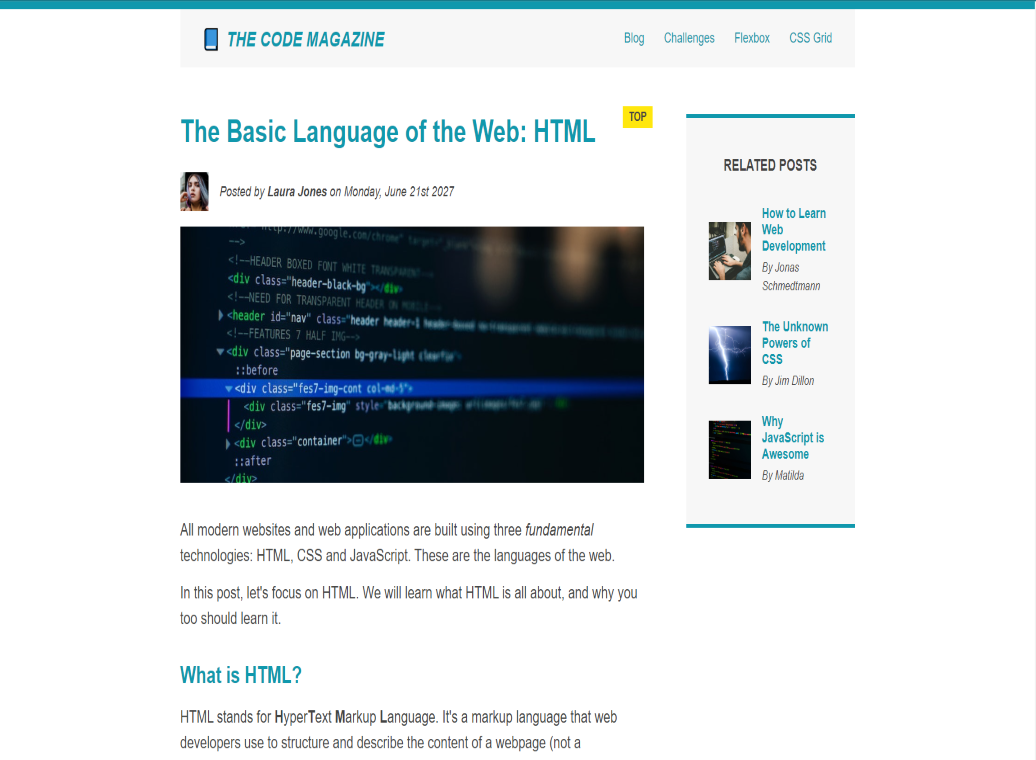 THE CODE MAGAZINE
Blog Challenges Flexbox CSS Grid
The Basic Language of the Web: HTML
TOP
Posted by Laura Jones on Monday, June 21st 2027
http://www.google.com/chrome"
-->
<!--HEADER BOXED FONT WHITE TRANSPARENT-->
<div class="header-black-bg"></div>
<!--NEED FOR TRANSPARENT HEADER ON MOBILE-->
<header id="nav" class="header header-1
<!--FEATURES 7 HALF IMG-->
<div class="page-section bg-gray-light clearfix">
::before
<div class="fes7-img-cont col-md-5">
<div class="fes7-img" style="background-image:
</div>
<div class="container"></div>
::after
</div>
All modern websites and web applications are built using three fundamental
technologies: HTML, CSS and JavaScript. These are the languages of the web.
In this post, let's focus on HTML. We will learn what HTML is all about, and why you
too should learn it.
What is HTML?
HTML stands for HyperText Markup Language. It's a markup language that web
developers use to structure and describe the content of a webpage (not a
RELATED POSTS
How to Learn
Web
Development
By Jonas
Schmedtmann
The Unknown
Powers of
CSS
By Jim Dillon
Why
JavaScript is
Awesome
By Matilda